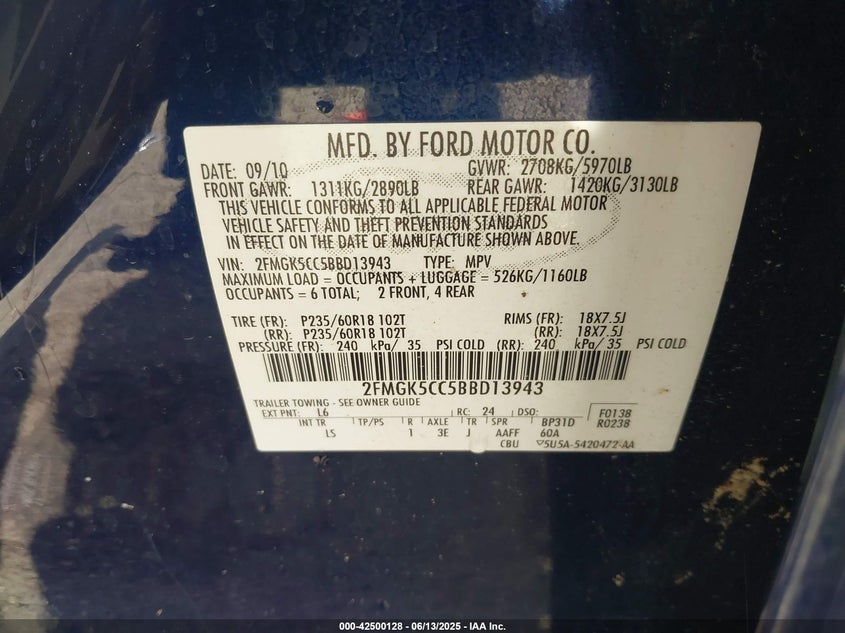 MFD. BY FORD MOTOR CO.
DATE: 09/10 GVWR: 2708KG/5970LB
FRONT GAWR: 1311KG/2890LB REAR GAWR: 1420KG/3130LB
THIS VEHICLE CONFORMS TO ALL APPLICABLE FEDERAL MOTOR
VEHICLE SAFETY AND THEFT PREVENTION STANDARDS
IN EFFECT ON THE DATE OF MANUFACTURE SHOWN ABOVE.
VIN: 2FMGK5CC5BBD13943 TYPE: MPV
MAXIMUM LOAD = OCCUPANTS + LUGGAGE = 526KG/1160LB
OCCUPANTS = 6 TOTAL; 2 FRONT, 4 REAR
TIRE (FR): P235/60R18 102T RIMS (FR): 18X7.5J
(RR): P235/60R18 102T (RR): 18X7.5J
PRESSURE (FR): 240 kPa/ 35 PSI COLD (RR): 240 kPa/ 35 PSI COLD
2FMGK5CC5BBD13943
TRAILER TOWING - SEE OWNER GUIDE
EXT PNT: L6 RC: 24 DSO: F0138
INT TR TP/PS R AXLE TR SPR BP31D R0238
LS 1 3E J AAFF 60A
CBU 5U5A-5420472-AA
000-42500128 - 06/13/2025 - IAA Inc.